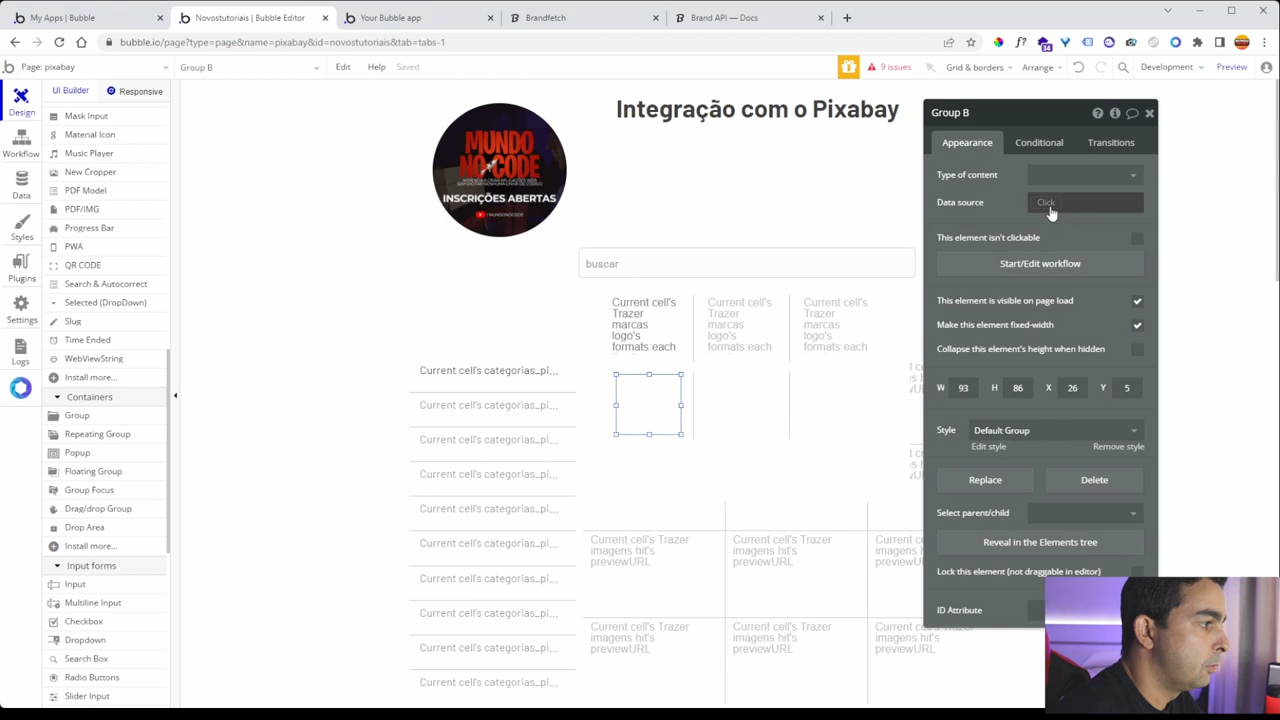 My Apps | Bubble
Novostutoriais | Bubble Editor
Your Bubble app
Brandfetch
Brand API — Docs
bubble.io/page?type=page&name=pixabay&id=novostutoriais&tab=tabs-1
Page: pixabay
Group B
Edit
Help
Saved
9 issues
Grid & borders
Arrange
Development
Preview
Design
Workflow
Data
Styles
Plugins
Settings
Logs
UI Builder
Responsive
Mask Input
Material Icon
Music Player
New Cropper
PDF Model
PDF/IMG
Progress Bar
PWA
QR CODE
Search & Autocorrect
Selected (DropDown)
Slug
Time Ended
WebViewString
Install more...
Containers
Group
Repeating Group
Popup
Floating Group
Group Focus
Drag/drop Group
Drop Area
Install more...
Input forms
Input
Multiline Input
Checkbox
Dropdown
Search Box
Radio Buttons
Slider Input
Integração com o Pixabay
MUNDO
NO CODE
INSCRIÇÕES ABERTAS
buscar
Current cell's
Trazer
marcas
logo's
formats:each
Current cell's
Trazer
marcas
logo's
formats:each
Current cell's
Trazer
marcas
logo's
formats:each
Current cell's categorias_pi...
Current cell's categorias_pi...
Current cell's categorias_pi...
Current cell's categorias_pi...
Current cell's categorias_pi...
Current cell's categorias_pi...
Current cell's categorias_pi...
Current cell's categorias_pi...
Current cell's categorias_pi...
Current cell's categorias_pi...
Current cell's Trazer
imagens hit's
previewURL
Current cell's Trazer
imagens hit's
previewURL
Current cell's Trazer
imagens hit's
previewURL
Current cell's Trazer
imagens hit's
previewURL
Current cell's Trazer
imagens hit's
previewURL
Current cell's Trazer
imagens hit's
previewURL
Group B
Appearance
Conditional
Transitions
Type of content
Data source
Click
This element isn't clickable
Start/Edit workflow
This element is visible on page load
Make this element fixed-width
Collapse this element's height when hidden
W 93 H 86 X 26 Y 5
Style
Default Group
Edit style
Remove style
Replace
Delete
Select parent/child
Reveal in the Elements tree
Lock this element (not draggable in editor)
ID Attribute